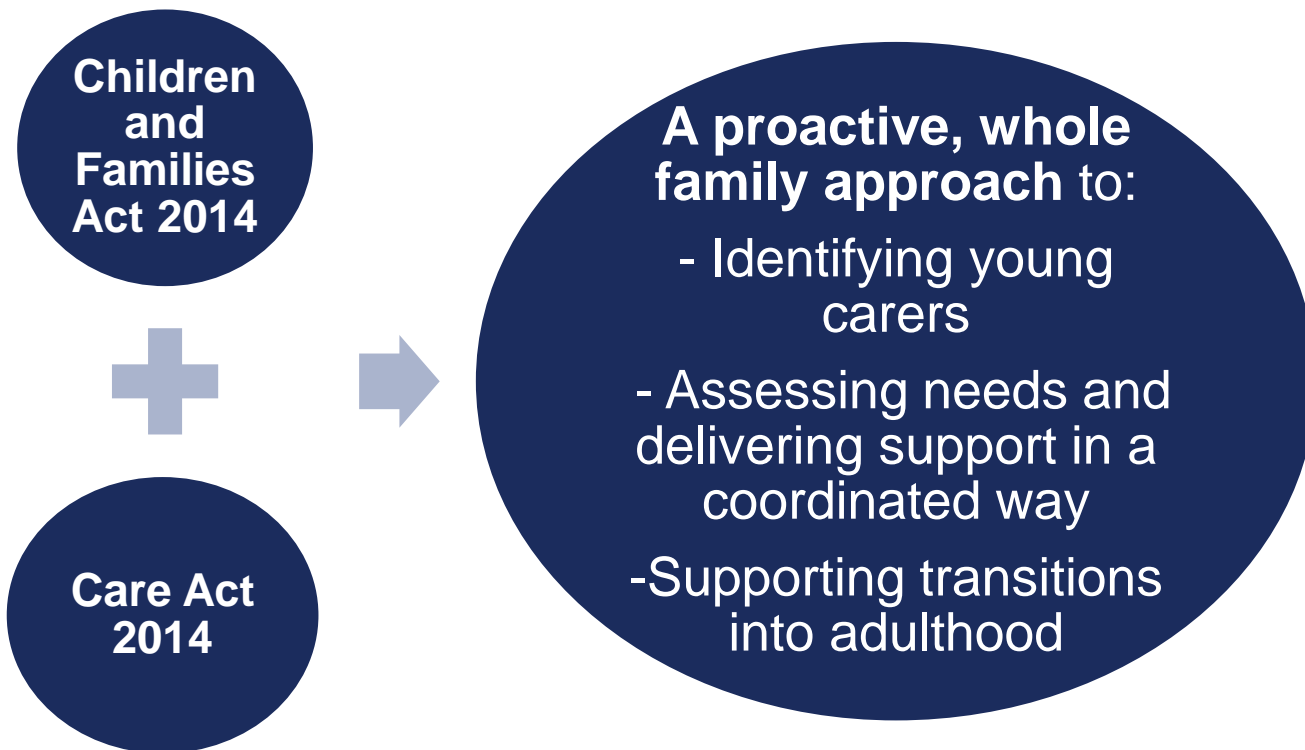 Children
and
Families
Act 2014
Care Act
2014
A proactive, whole
family approach to:
- Identifying young
carers
- Assessing needs and
delivering support in a
coordinated way
-Supporting transitions
into adulthood